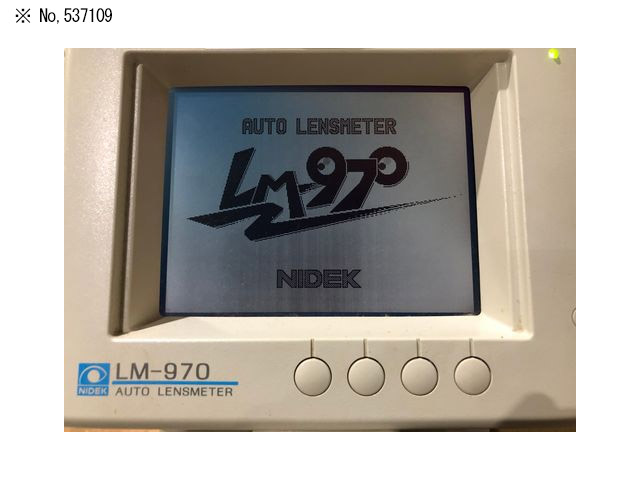 ※ No,537109
AUTO LENSMETER
LM-970
NIDEK
LM-970
NIDEK
AUTO LENSMETER